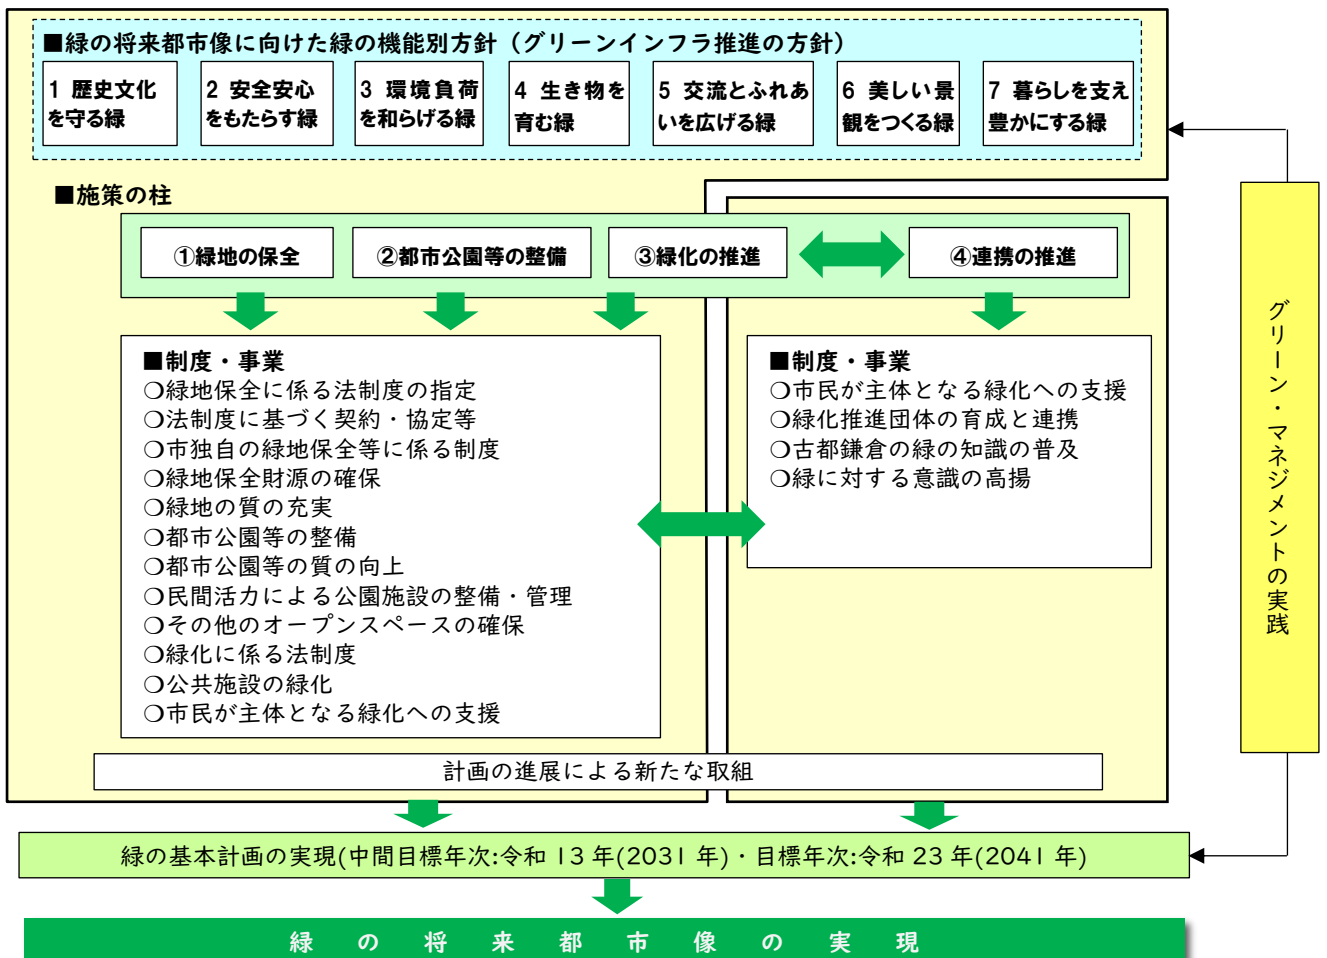 ■緑の将来都市像に向けた緑の機能別方針（グリーンインフラ推進の方針）
1 歴史文化
を守る緑
2 安全安心
をもたらす緑
3 環境負荷
を和らげる緑
4 生き物を
育む緑
5 交流とふれあ
いを広げる緑
6 美しい景
観をつくる緑
7 暮らしを支え
豊かにする緑
■施策の柱
①緑地の保全
②都市公園等の整備
③緑化の推進
④連携の推進
■制度・事業
○緑地保全に係る法制度の指定
○法制度に基づく契約・協定等
○市独自の緑地保全等に係る制度
○緑地保全財源の確保
○緑地の質の充実
○都市公園等の整備
○都市公園等の質の向上
○民間活力による公園施設の整備・管理
○その他のオープンスペースの確保
○緑化に係る法制度
○公共施設の緑化
○市民が主体となる緑化への支援
■制度・事業
○市民が主体となる緑化への支援
○緑化推進団体の育成と連携
○古都鎌倉の緑の知識の普及
○緑に対する意識の高揚
計画の進展による新たな取組
グリーン・マネジメントの実践
緑の基本計画の実現(中間目標年次:令和 13 年(2031 年)・目標年次:令和 23 年(2041 年)
緑の将来都市像の実現